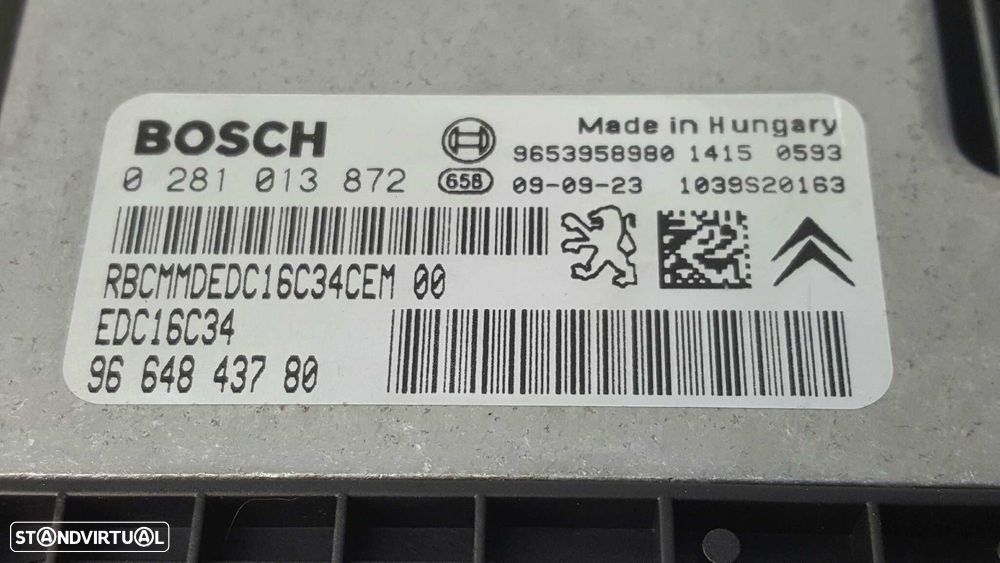 BOSCH
Made in Hungary
9653958980 1415 0593
0 281 013 872
658 09-09-23 1039S20163
RBCMMDEDC16C34CEM 00
EDC16C34
96 648 437 80
STANDVIRTUAL